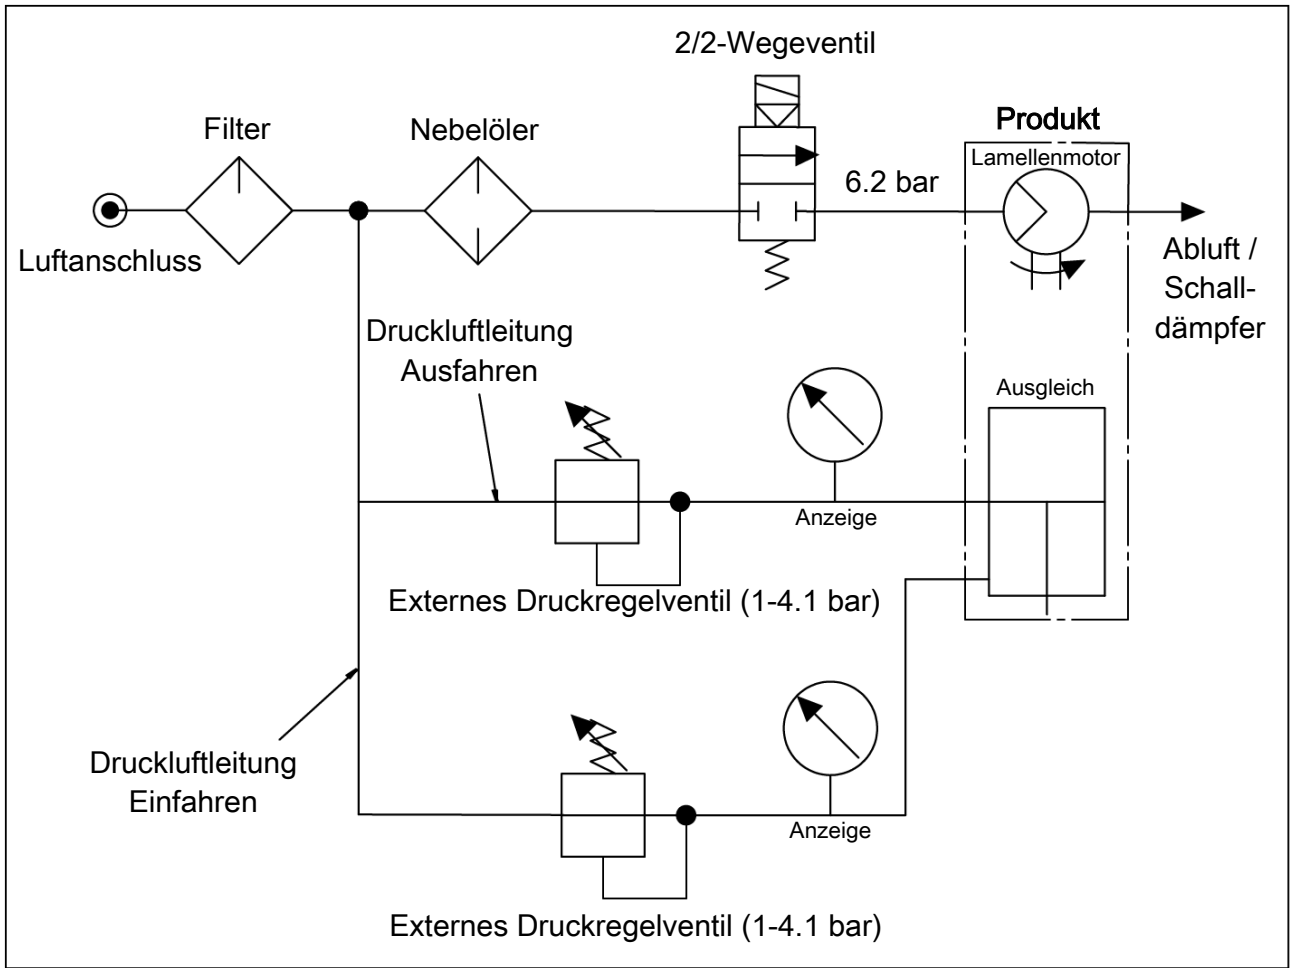 2/2-Wegeventil
Filter
Nebelöler
Produkt
Lamellenmotor
6.2 bar
Luftanschluss
Abluft /
Schall-
dämpfer
Druckluftleitung
Ausfahren
Ausgleich
Anzeige
Externes Druckregelventil (1-4.1 bar)
Druckluftleitung
Einfahren
Anzeige
Externes Druckregelventil (1-4.1 bar)